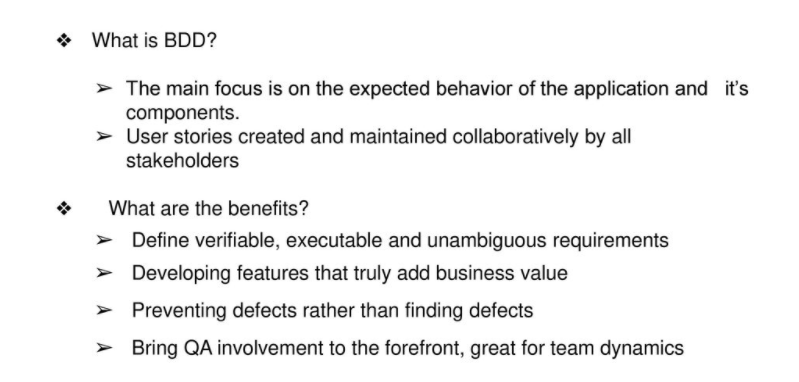 ❖ What is BDD?
➢ The main focus is on the expected behavior of the application and it's
components.
➢ User stories created and maintained collaboratively by all
stakeholders
❖ What are the benefits?
➢ Define verifiable, executable and unambiguous requirements
➢ Developing features that truly add business value
➢ Preventing defects rather than finding defects
➢ Bring QA involvement to the forefront, great for team dynamics